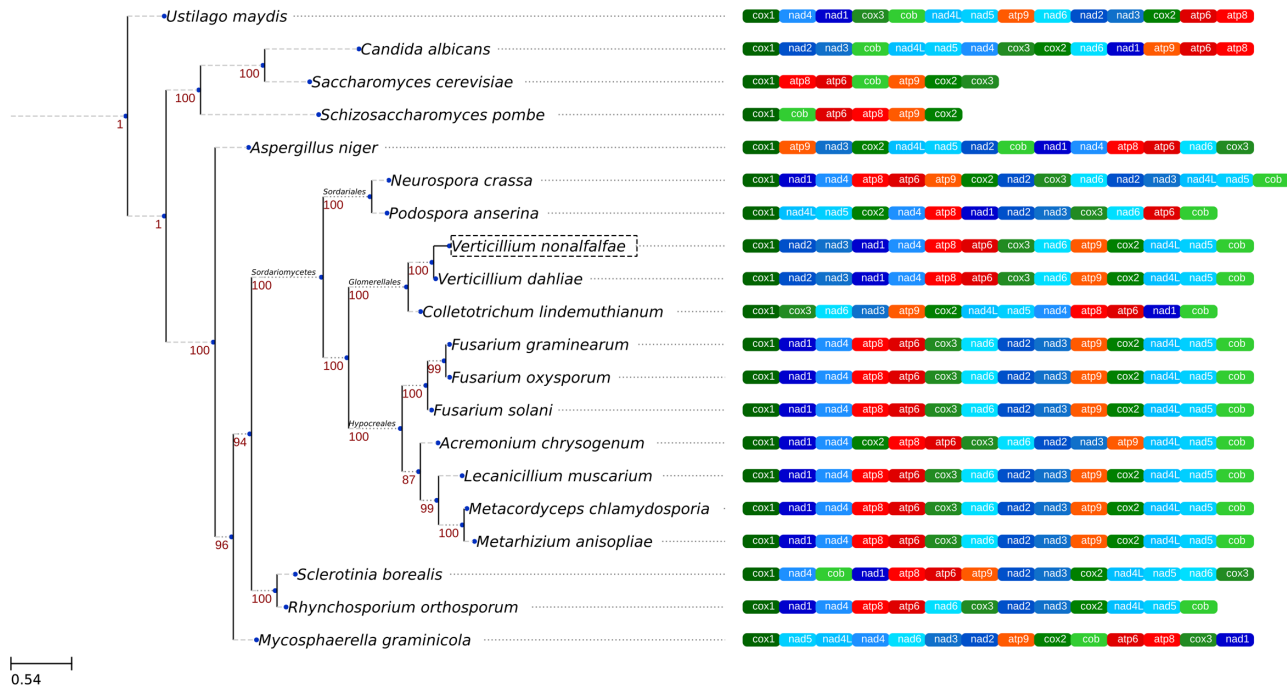 Ustilago maydis cox1 nad4 nad1 cox3 cob nad4L nad5 atp9 nad6 nad2 nad3 cox2 atp6 atp8
Candida albicans cox1 nad2 nad3 cob nad4L nad5 nad4 cox3 cox2 nad6 nad1 atp9 atp6 atp8
100
Saccharomyces cerevisiae cox1 atp8 atp6 cob atp9 cox2 cox3
100
Schizosaccharomyces pombe cox1 cob atp6 atp8 atp9 cox2
1
Aspergillus niger cox1 atp9 nad3 cox2 nad4L nad5 nad2 cob nad1 nad4 atp8 atp6 nad6 cox3
Neurospora crassa cox1 nad1 nad4 atp8 atp6 atp9 cox2 nad2 cox3 nad6 nad2 nad3 nad4L nad5 cob
Sordariales
100
Podospora anserina cox1 nad4L nad5 cox2 nad4 atp8 nad1 nad2 nad3 cox3 nad6 atp6 cob
1
Verticillium nonalfalfae cox1 nad2 nad3 nad1 nad4 atp8 atp6 cox3 nad6 atp9 cox2 nad4L nad5 cob
100
Sordariomycetes
100
Verticillium dahliae cox1 nad2 nad3 nad1 nad4 atp8 atp6 cox3 nad6 atp9 cox2 nad4L nad5 cob
Glomerellales
100
Colletotrichum lindemuthianum cox1 cox3 nad6 nad3 atp9 cox2 nad4L nad5 nad4 atp8 atp6 nad1 cob
Fusarium graminearum cox1 nad1 nad4 atp8 atp6 cox3 nad6 nad2 nad3 atp9 cox2 nad4L nad5 cob
100
100
99
Fusarium oxysporum cox1 nad1 nad4 atp8 atp6 cox3 nad6 nad2 nad3 atp9 cox2 nad4L nad5 cob
100
Fusarium solani cox1 nad1 nad4 atp8 atp6 cox3 nad6 nad2 nad3 atp9 cox2 nad4L nad5 cob
Hypocreales
100
94
Acremonium chrysogenum cox1 nad1 nad4 cox2 atp8 atp6 cox3 nad6 nad2 nad3 atp9 nad4L nad5 cob
87
Lecanicillium muscarium cox1 nad1 nad4 atp8 atp6 cox3 nad6 nad2 nad3 atp9 cox2 nad4L nad5 cob
99
Metacordyceps chlamydosporia cox1 nad1 nad4 atp8 atp6 cox3 nad6 nad2 nad3 atp9 cox2 nad4L nad5 cob
100
96
Metarhizium anisopliae cox1 nad1 nad4 atp8 atp6 cox3 nad6 nad2 nad3 atp9 cox2 nad4L nad5 cob
Sclerotinia borealis cox1 nad4 cob nad1 atp8 atp6 atp9 nad2 nad3 cox2 nad4L nad5 nad6 cox3
100
Rhynchosporium orthosporum cox1 nad1 nad4 atp8 atp6 nad6 cox3 nad2 nad3 cox2 nad4L nad5 cob
Mycosphaerella graminicola cox1 nad5 nad4L nad4 nad6 nad3 nad2 atp9 cox2 cob atp6 atp8 cox3 nad1
0.54